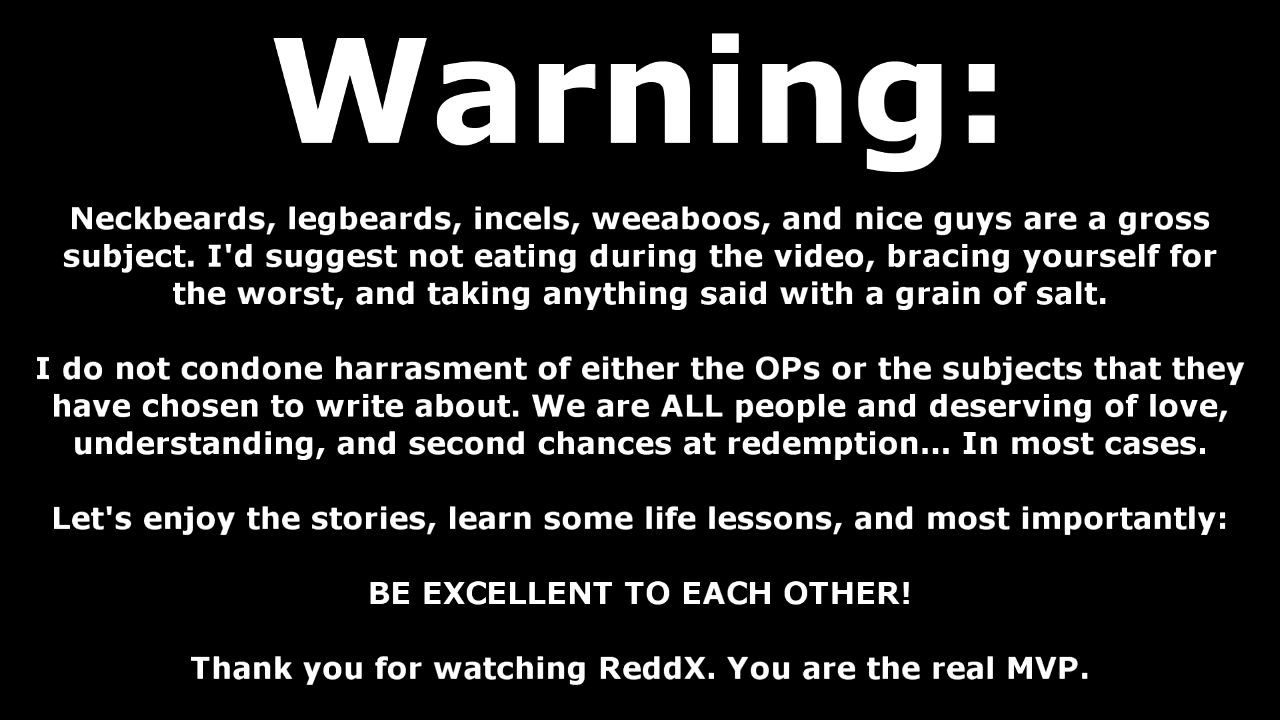 Warning:
Neckbeards, legbeards, incels, weeaboos, and nice guys are a gross
subject. I'd suggest not eating during the video, bracing yourself for
the worst, and taking anything said with a grain of salt.
I do not condone harrasment of either the OPs or the subjects that they
have chosen to write about. We are ALL people and deserving of love,
understanding, and second chances at redemption... In most cases.
Let's enjoy the stories, learn some life lessons, and most importantly:
BE EXCELLENT TO EACH OTHER!
Thank you for watching ReddX. You are the real MVP.